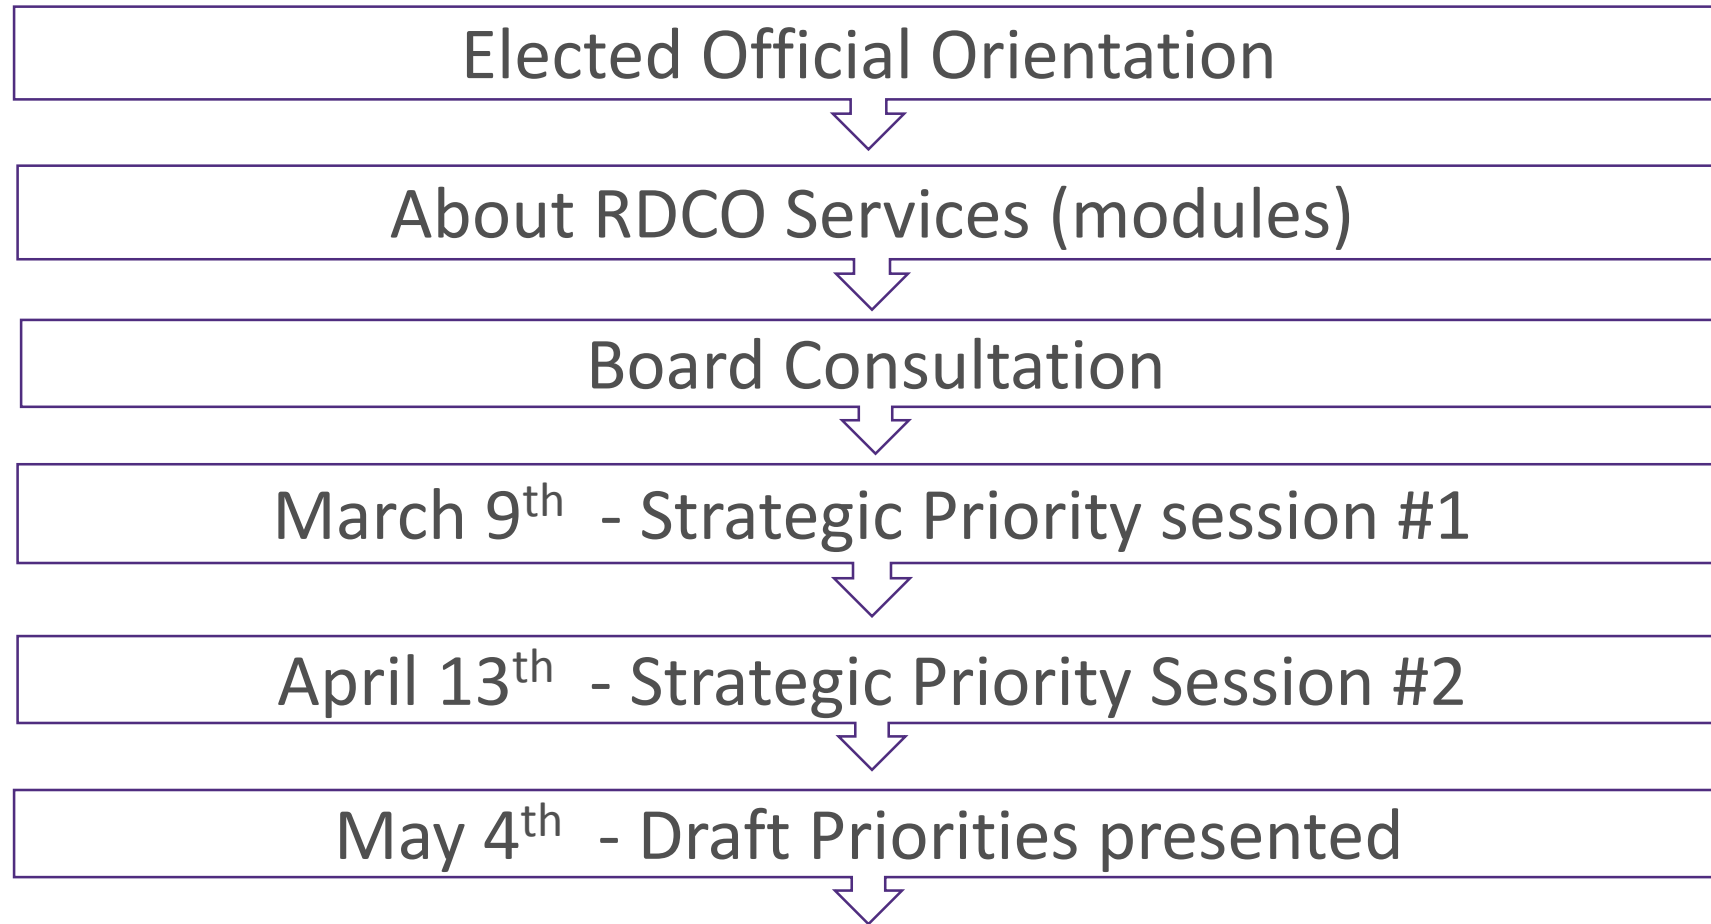 Elected Official Orientation
About RDCO Services (modules)
Board Consultation
March 9th - Strategic Priority session #1
April 13th - Strategic Priority Session #2
May 4th - Draft Priorities presented